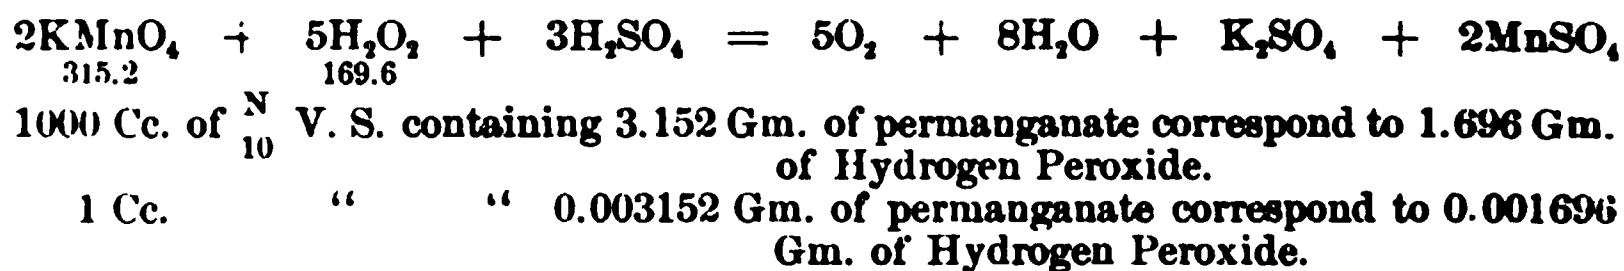 2KMnO₄ + 5H₂O₂ + 3H₂SO₄ = 5O₂ + 8H₂O + K₂SO₄ + 2MnSO₄
315.2 169.6
1000 Cc. of N/10 V. S. containing 3.152 Gm. of permanganate correspond to 1.696 Gm.
of Hydrogen Peroxide.
1 Cc. “ “ 0.003152 Gm. of permanganate correspond to 0.001696
Gm. of Hydrogen Peroxide.